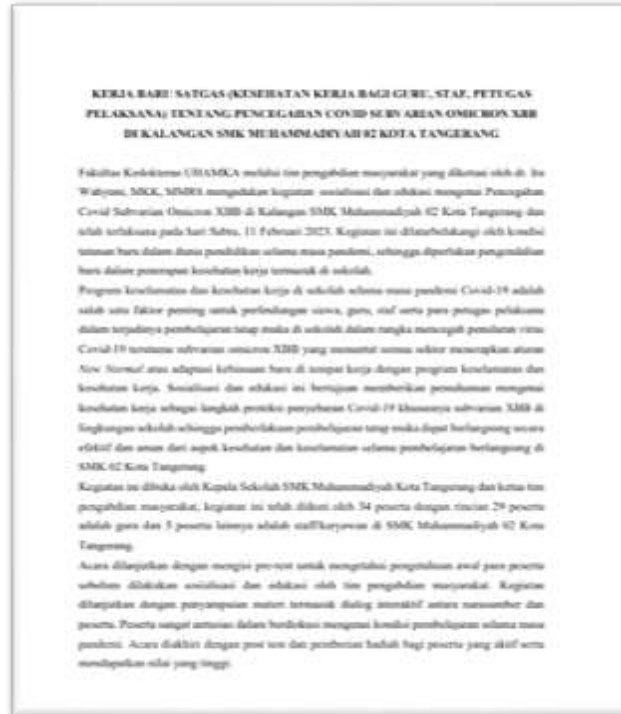 KERJA BARU SATGAS (KESEHATAN KERJA BAGI GURU, STAF, PETUGAS
PELAKSANA) TENTANG PENCEGAHAN COVID SUBVARIAN OMICRON XBB
DI KALANGAN SMK MUHAMMADIYAH 02 KOTA TANGERANG
Fakultas Kedokteran UHAMKA melalui tim pengabdian masyarakat yang diketuai oleh dr. Ira
Wahyuni, MKK, MMRS mengadakan kegiatan sosialisasi dan edukasi mengenai Pencegahan
Covid Subvarian Omicron XBB di Kalangan SMK Muhammadiyah 02 Kota Tangerang dan
telah terlaksana pada hari Sabtu, 11 Februari 2023. Kegiatan ini dilatarbelakangi oleh kondisi
tatanan baru dalam dunia pendidikan selama masa pandemi, sehingga diperlukan pengendalian
baru dalam penerapan kesehatan kerja termasuk di sekolah.
Program keselamatan dan kesehatan kerja di sekolah selama masa pandemi Covid-19 adalah
salah satu faktor penting untuk perlindungan siswa, guru, staf serta para petugas pelaksana
dalam terjadinya pembelajaran tatap muka di sekolah dalam rangka mencegah penularan virus
Covid-19 terutama subvarian omicron XBB yang menuntut semua sektor menerapkan aturan
New Normal atau adaptasi kebiasaan baru di tempat kerja dengan program keselamatan dan
kesehatan kerja. Sosialisasi dan edukasi ini bertujuan memberikan pemahaman mengenai
kesehatan kerja sebagai langkah proteksi penyebaran Covid-19 khususnya subvarian XBB di
lingkungan sekolah sehingga pemberlakuan pembelajaran tatap muka dapat berlangsung secara
efektif dan aman dari aspek kesehatan dan keselamatan selama pembelajaran berlangsung di
SMK 02 Kota Tangerang.
Kegiatan ini dibuka oleh Kepala Sekolah SMK Muhammadiyah Kota Tangerang dan ketua tim
pengabdian masyarakat, kegiatan ini telah diikuti oleh 34 peserta dengan rincian 29 peserta
adalah guru dan 5 peserta lainnya adalah staff/karyawan di SMK Muhammadiyah 02 Kota
Tangerang.
Acara dilanjutkan dengan mengisi pre-test untuk mengetahui pengetahuan awal para peserta
sebelum dilakukan sosialisasi dan edukasi oleh tim pengabdian masyarakat. Kegiatan
dilanjutkan dengan penyampaian materi termasuk dialog interaktif antara narasumber dan
peserta. Peserta sangat antusias dalam berdiskusi mengenai kondisi pembelajaran selama masa
pandemi. Acara diakhiri dengan post test dan pemberian hadiah bagi peserta yang aktif serta
mendapatkan nilai yang tinggi.